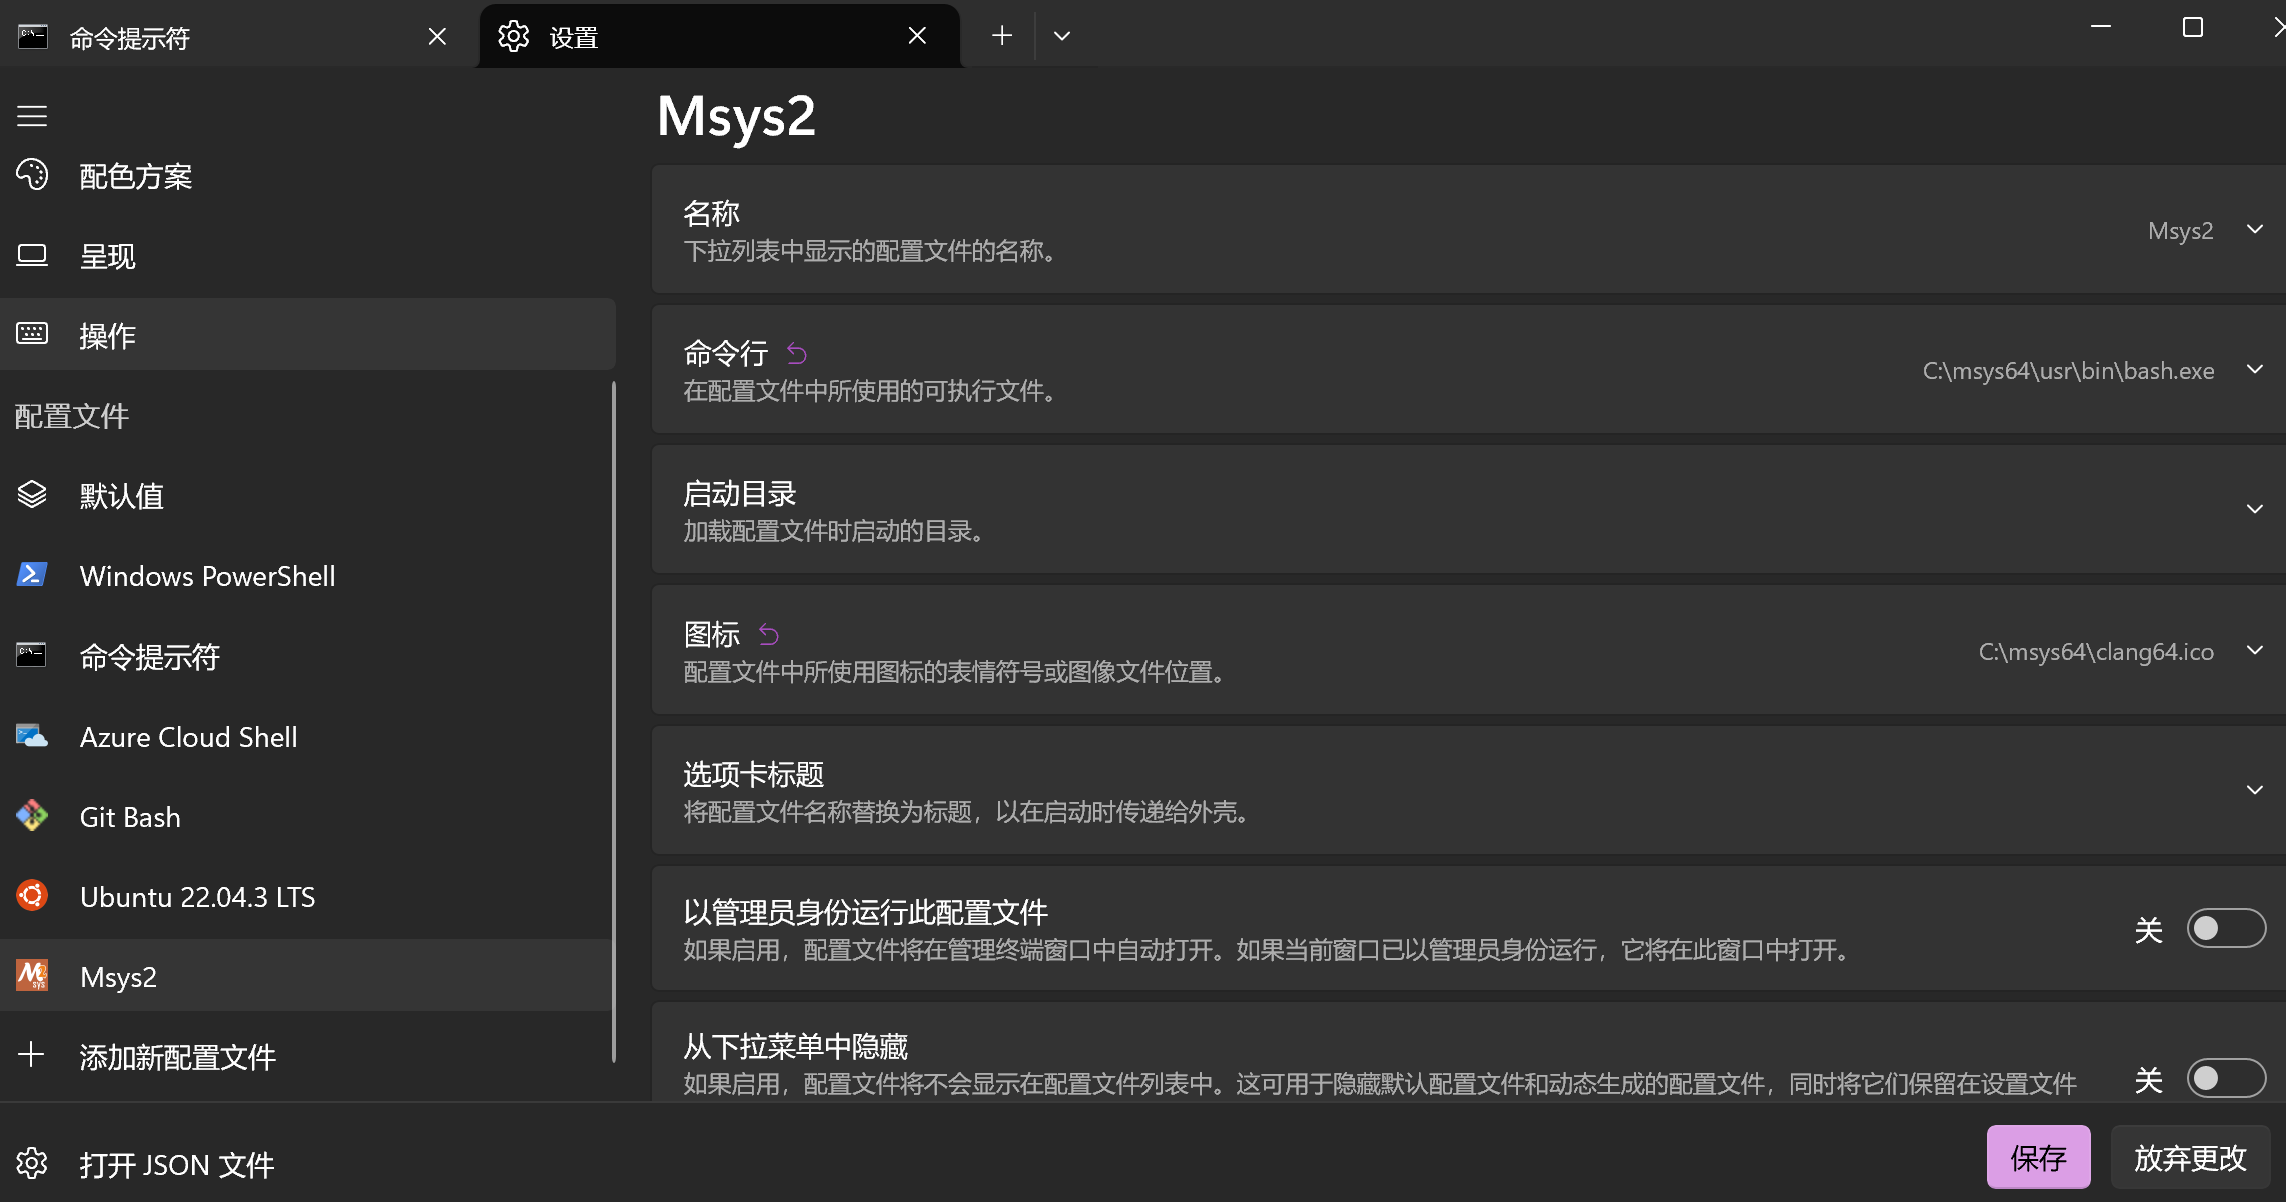 命令提示符
设置
配色方案
呈现
操作
配置文件
默认值
Windows PowerShell
命令提示符
Azure Cloud Shell
Git Bash
Ubuntu 22.04.3 LTS
Msys2
添加新配置文件
打开 JSON 文件
Msys2
名称
下拉列表中显示的配置文件的名称。
Msys2
命令行
在配置文件中所使用的可执行文件。
C:\msys64\usr\bin\bash.exe
启动目录
加载配置文件时启动的目录。
图标
配置文件中所使用图标的表情符号或图像文件位置。
C:\msys64\clang64.ico
选项卡标题
将配置文件名称替换为标题，以在启动时传递给外壳。
以管理员身份运行此配置文件
如果启用，配置文件将在管理终端窗口中自动打开。如果当前窗口已以管理员身份运行，它将在此窗口中打开。
关
从下拉菜单中隐藏
如果启用，配置文件将不会显示在配置文件列表中。这可用于隐藏默认配置文件和动态生成的配置文件，同时将它们保留在设置文件
关
保存
放弃更改